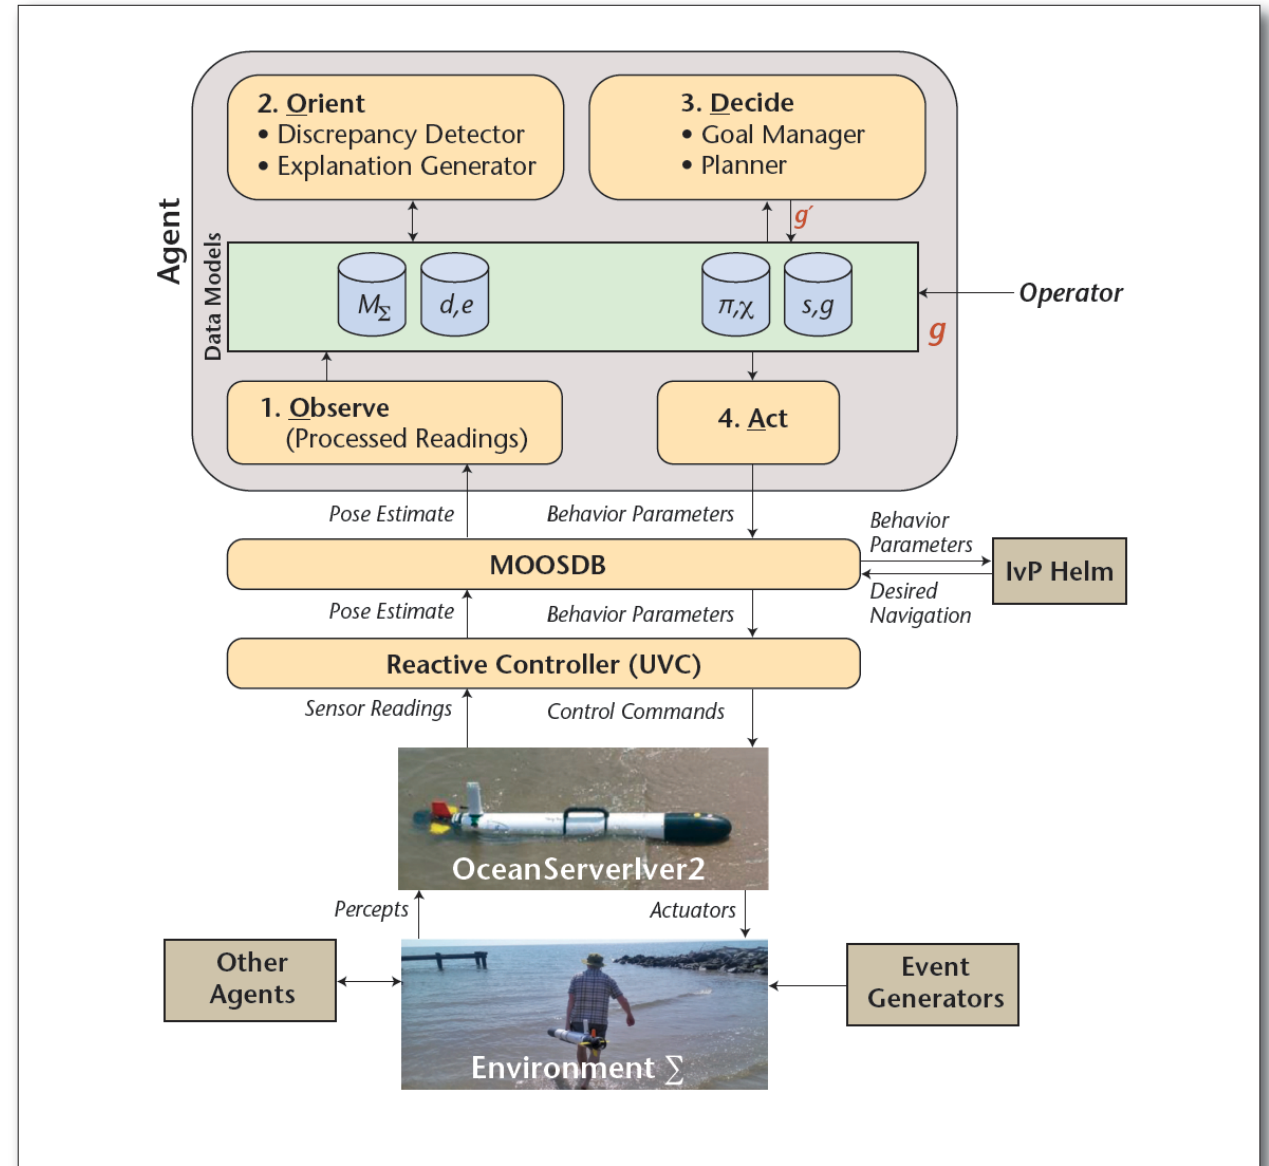 2. Orient
• Discrepancy Detector
• Explanation Generator
3. Decide
• Goal Manager
• Planner
g′
Agent
Data Models
M_Σ
d,e
π,χ
s,g
Operator
g
1. Observe
(Processed Readings)
4. Act
Pose Estimate
Behavior Parameters
Behavior
Parameters
MOOSDB
IvP Helm
Desired
Navigation
Pose Estimate
Behavior Parameters
Reactive Controller (UVC)
Sensor Readings
Control Commands
OceanServerIver2
Percepts
Actuators
Other
Agents
Event
Generators
Environment ∑